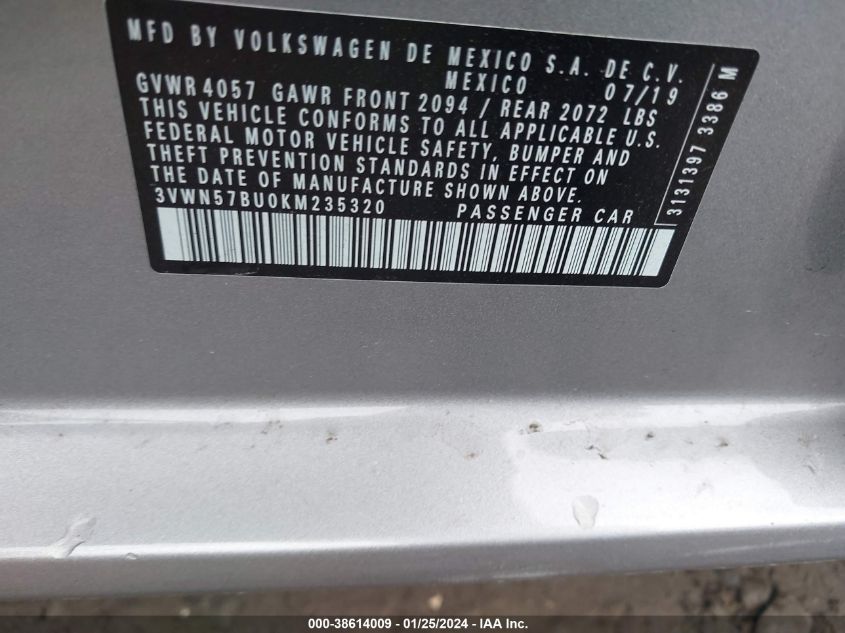 MFD BY VOLKSWAGEN DE MEXICO S.A. DE C.V.
MEXICO 07/19
GVWR 4057 GAWR FRONT 2094 / REAR 2072 LBS
THIS VEHICLE CONFORMS TO ALL APPLICABLE U.S.
FEDERAL MOTOR VEHICLE SAFETY, BUMPER AND
THEFT PREVENTION STANDARDS IN EFFECT ON
THE DATE OF MANUFACTURE SHOWN ABOVE.
3VWN57BU0KM235320 PASSENGER CAR
3131397 3386 M
000-38614009 - 01/25/2024 - IAA Inc.